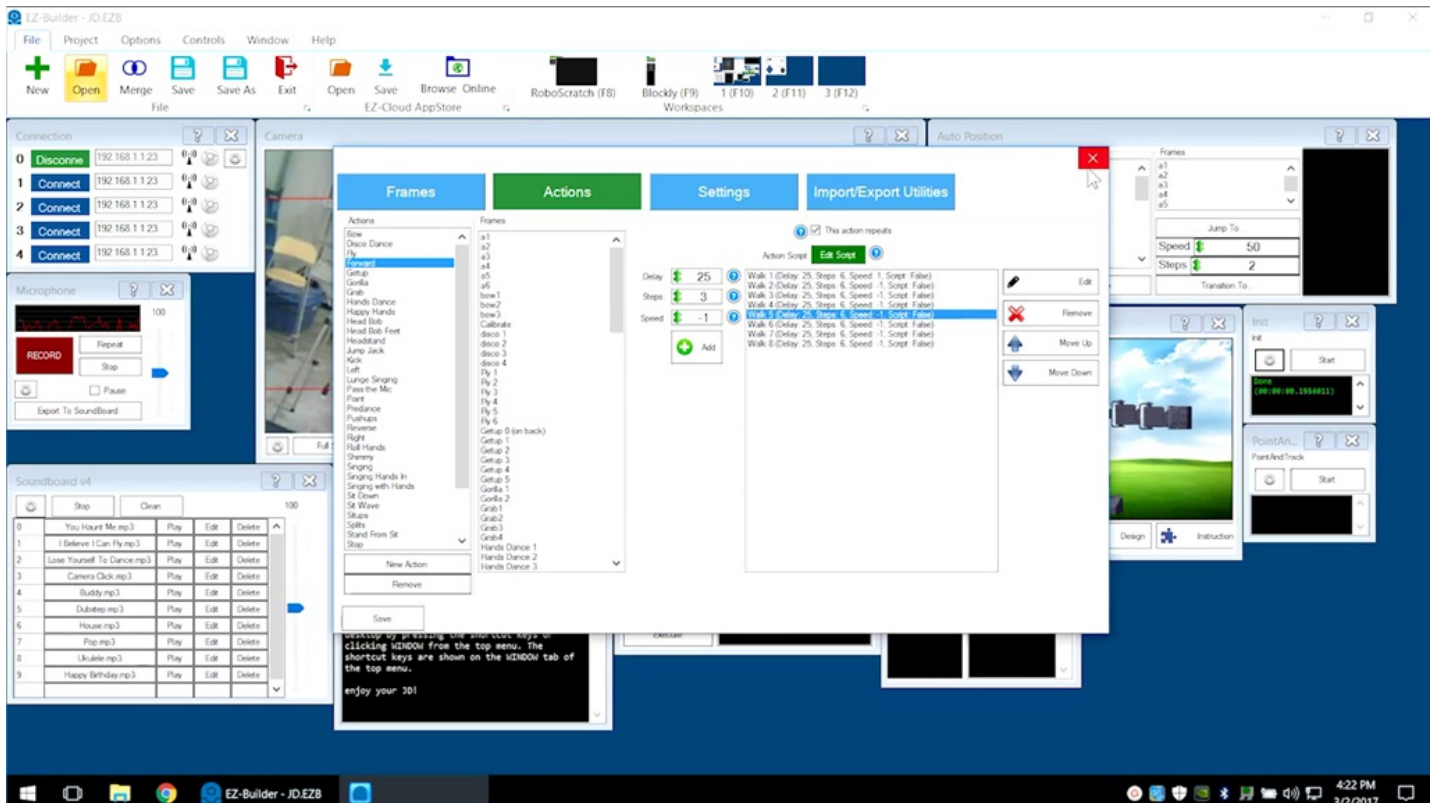 EZ-Builder - JD.EZB
File Project Options Controls Window Help
New Open Merge Save Save As Exit Open Save Browse Online RoboScratch (F8) Blockly (F9) 1 (F10) 2 (F11) 3 (F12)
File EZ-Cloud AppStore Workspaces
Connection
0 Disconne 192.168.1.1:23
1 Connect 192.168.1.1:23
2 Connect 192.168.1.1:23
3 Connect 192.168.1.1:23
4 Connect 192.168.1.1:23
Microphone
100
RECORD
Repeat
Stop
Pause
Export To SoundBoard
Soundboard v4
Stop Clean 100
0 You Haunt Me.mp3 Play Edit Delete
1 I Believe I Can Fly.mp3 Play Edit Delete
2 Lose Yourself To Dance.mp3 Play Edit Delete
3 Camera Click.mp3 Play Edit Delete
4 Buddy.mp3 Play Edit Delete
5 Dubstep.mp3 Play Edit Delete
6 House.mp3 Play Edit Delete
7 Pop.mp3 Play Edit Delete
8 Ukulele.mp3 Play Edit Delete
9 Happy Birthday.mp3 Play Edit Delete
Camera
Frames Actions Settings Import/Export Utilities
Actions
Bow
Disco Dance
Fly
Forward
Getup
Gorilla
Grab
Hands Dance
Happy Hands
Head Bob
Head Bob Feet
Headstand
Jump Jack
Kick
Left
Lunge Singing
Pass the Mic
Point
Predance
Pushups
Reverse
Right
Roll Hands
Shimmy
Singing
Singing Hands In
Singing with Hands
Sit Down
Sit Wave
Situps
Splits
Stand From Sit
Stop
New Action
Remove
Save
Frames
a1
a2
a3
a4
a5
a6
bow1
bow2
bow3
Calibrate
disco 1
disco 2
disco 3
disco 4
Fly 1
Fly 2
Fly 3
Fly 4
Fly 5
Fly 6
Getup 0 (on back)
Getup 1
Getup 2
Getup 3
Getup 4
Getup 5
Gorilla 1
Gorilla 2
Grab1
Grab2
Grab3
Grab4
Hands Dance 1
Hands Dance 2
Hands Dance 3
This action repeats
Action Script Edit Script
Delay 25
Steps 3
Speed -1
Add
Walk 1 (Delay: 25, Steps: 6, Speed: 1, Script: False)
Walk 2 (Delay: 25, Steps: 6, Speed: -1, Script: False)
Walk 3 (Delay: 25, Steps: 6, Speed: -1, Script: False)
Walk 4 (Delay: 25, Steps: 6, Speed: -1, Script: False)
Walk 5 (Delay: 25, Steps: 6, Speed: -1, Script: False)
Walk 6 (Delay: 25, Steps: 6, Speed: -1, Script: False)
Walk 7 (Delay: 25, Steps: 6, Speed: -1, Script: False)
Walk 8 (Delay: 25, Steps: 6, Speed: -1, Script: False)
Edit
Remove
Move Up
Move Down
clicking WINDOW from the top menu. The
shortcut keys are shown on the WINDOW tab of
the top menu.
enjoy your JD!
Auto Position
Frames
a1
a2
a3
a4
a5
Jump To...
Speed 50
Steps 2
Transition To...
Init
Init
Start
Done
(00:00:00.1556011)
PointAn...
PointAndTrack
Start
Design Instruction
EZ-Builder - JD.EZB
4:22 PM
3/2/2017